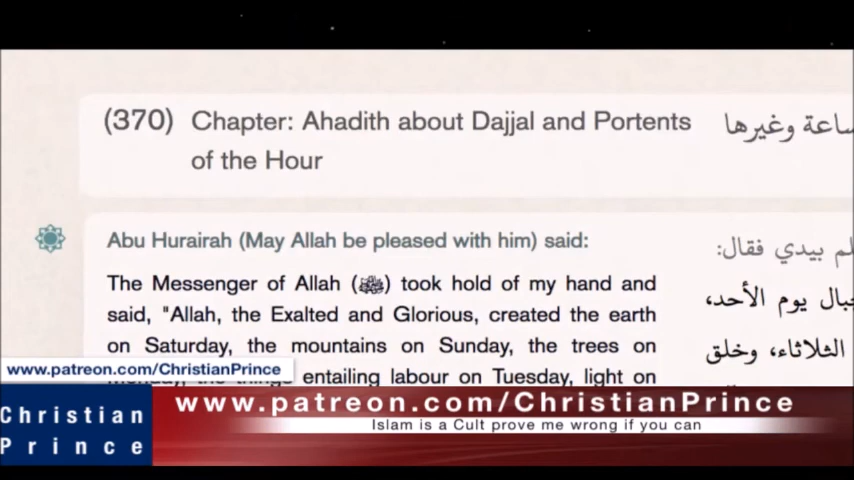 (370) Chapter: Ahadith about Dajjal and Portents
of the Hour
ساعة وغيرها
Abu Hurairah (May Allah be pleased with him) said:
The Messenger of Allah (ﷺ) took hold of my hand and
said, "Allah, the Exalted and Glorious, created the earth
on Saturday, the mountains on Sunday, the trees on
Monday, the things entailing labour on Tuesday, light on
لم بيدي فقال:
جبال يوم الأحد،
الثلاثاء، وخلق
www.patreon.com/ChristianPrince
Christian
Prince
www.patreon.com/ChristianPrince
Islam is a Cult prove me wrong if you can